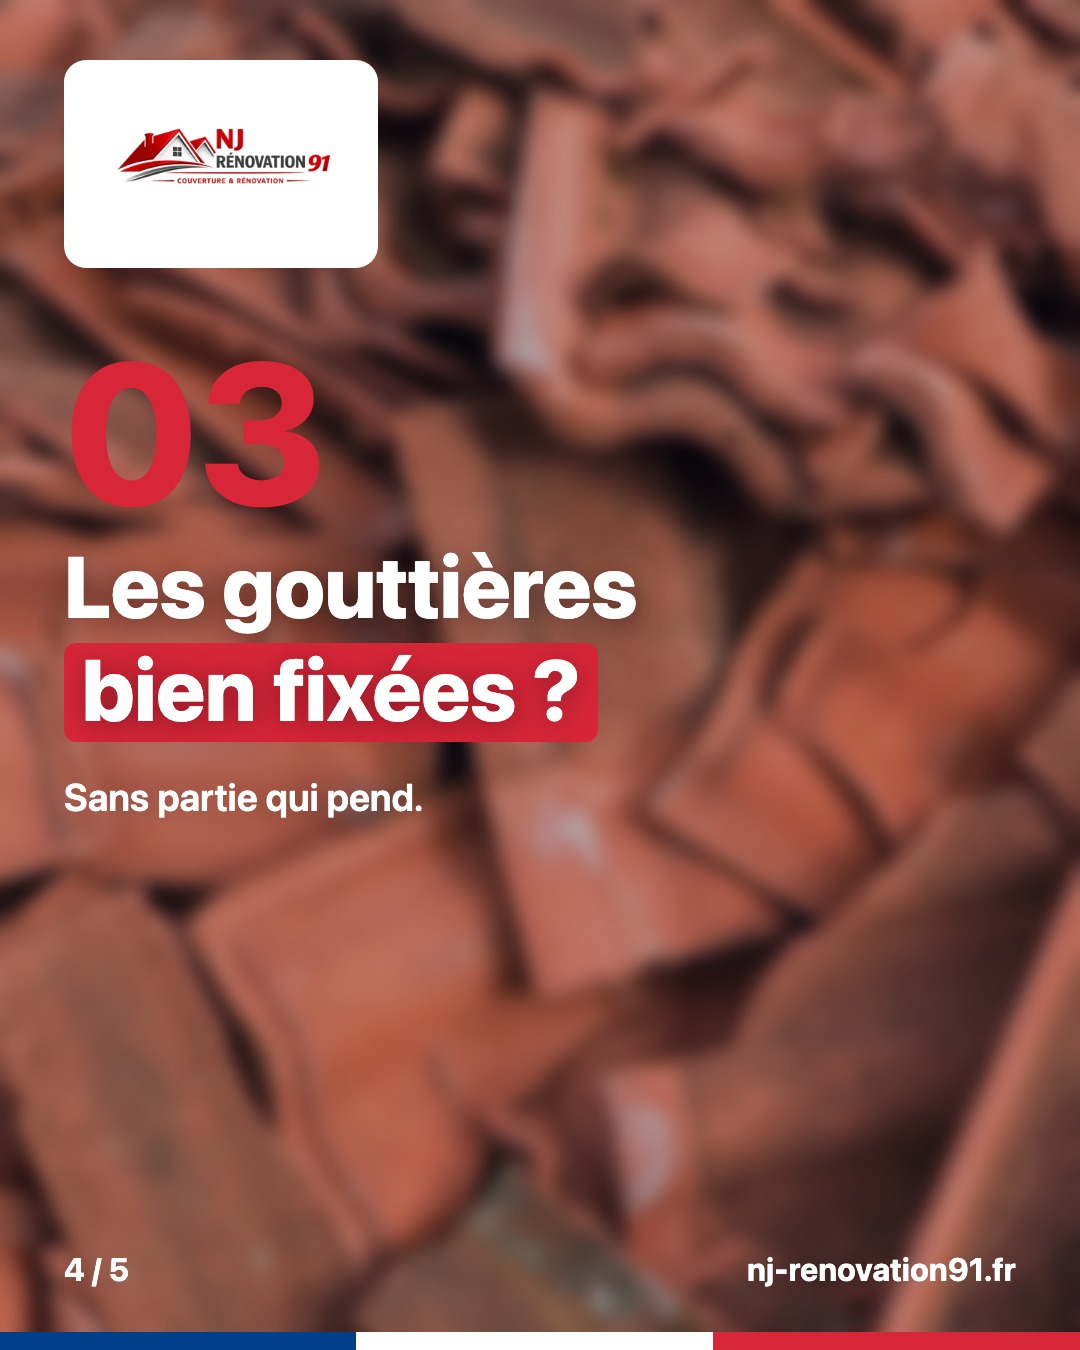 NJ
RÉNOVATION 91
COUVERTURE & RÉNOVATION
03
Les gouttières
bien fixées ?
Sans partie qui pend.
4 / 5
nj-renovation91.fr